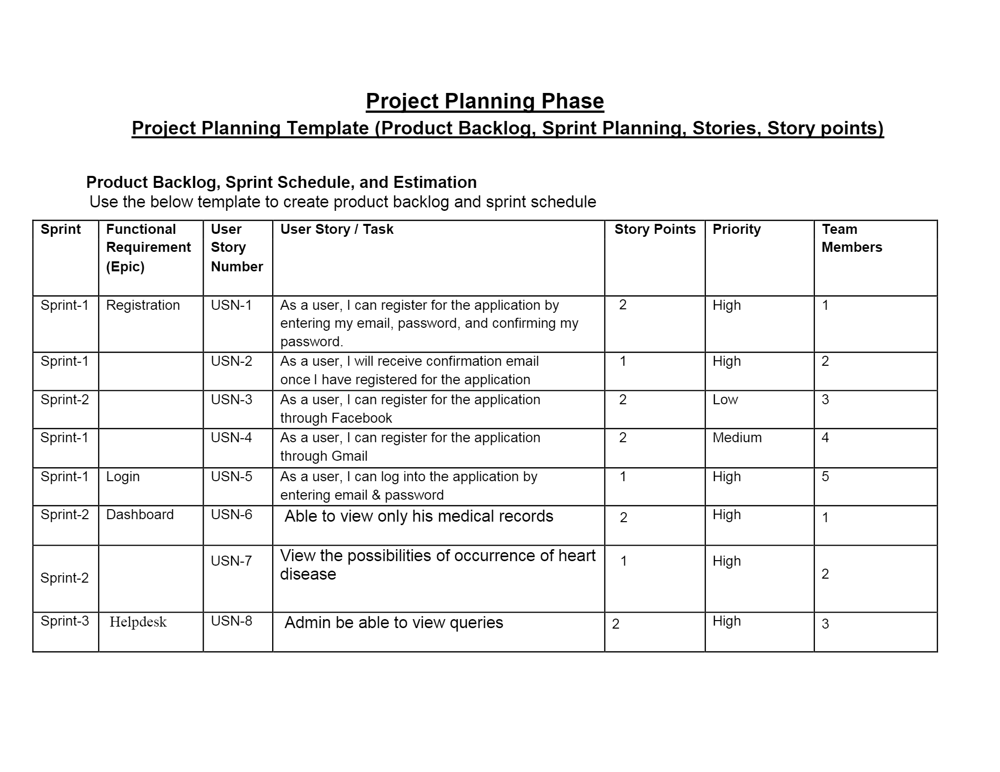 Project Planning Phase
Project Planning Template (Product Backlog, Sprint Planning, Stories, Story points)
Product Backlog, Sprint Schedule, and Estimation
Use the below template to create product backlog and sprint schedule
Sprint Functional Requirement (Epic) User Story Number User Story / Task Story Points Priority Team Members
Sprint-1 Registration USN-1 As a user, I can register for the application by
entering my email, password, and confirming my
password. 2 High 1
Sprint-1 USN-2 As a user, I will receive confirmation email
once I have registered for the application 1 High 2
Sprint-2 USN-3 As a user, I can register for the application
through Facebook 2 Low 3
Sprint-1 USN-4 As a user, I can register for the application
through Gmail 2 Medium 4
Sprint-1 Login USN-5 As a user, I can log into the application by
entering email & password 1 High 5
Sprint-2 Dashboard USN-6 Able to view only his medical records 2 High 1
Sprint-2 USN-7 View the possibilities of occurrence of heart
disease 1 High 2
Sprint-3 Helpdesk USN-8 Admin be able to view queries 2 High 3